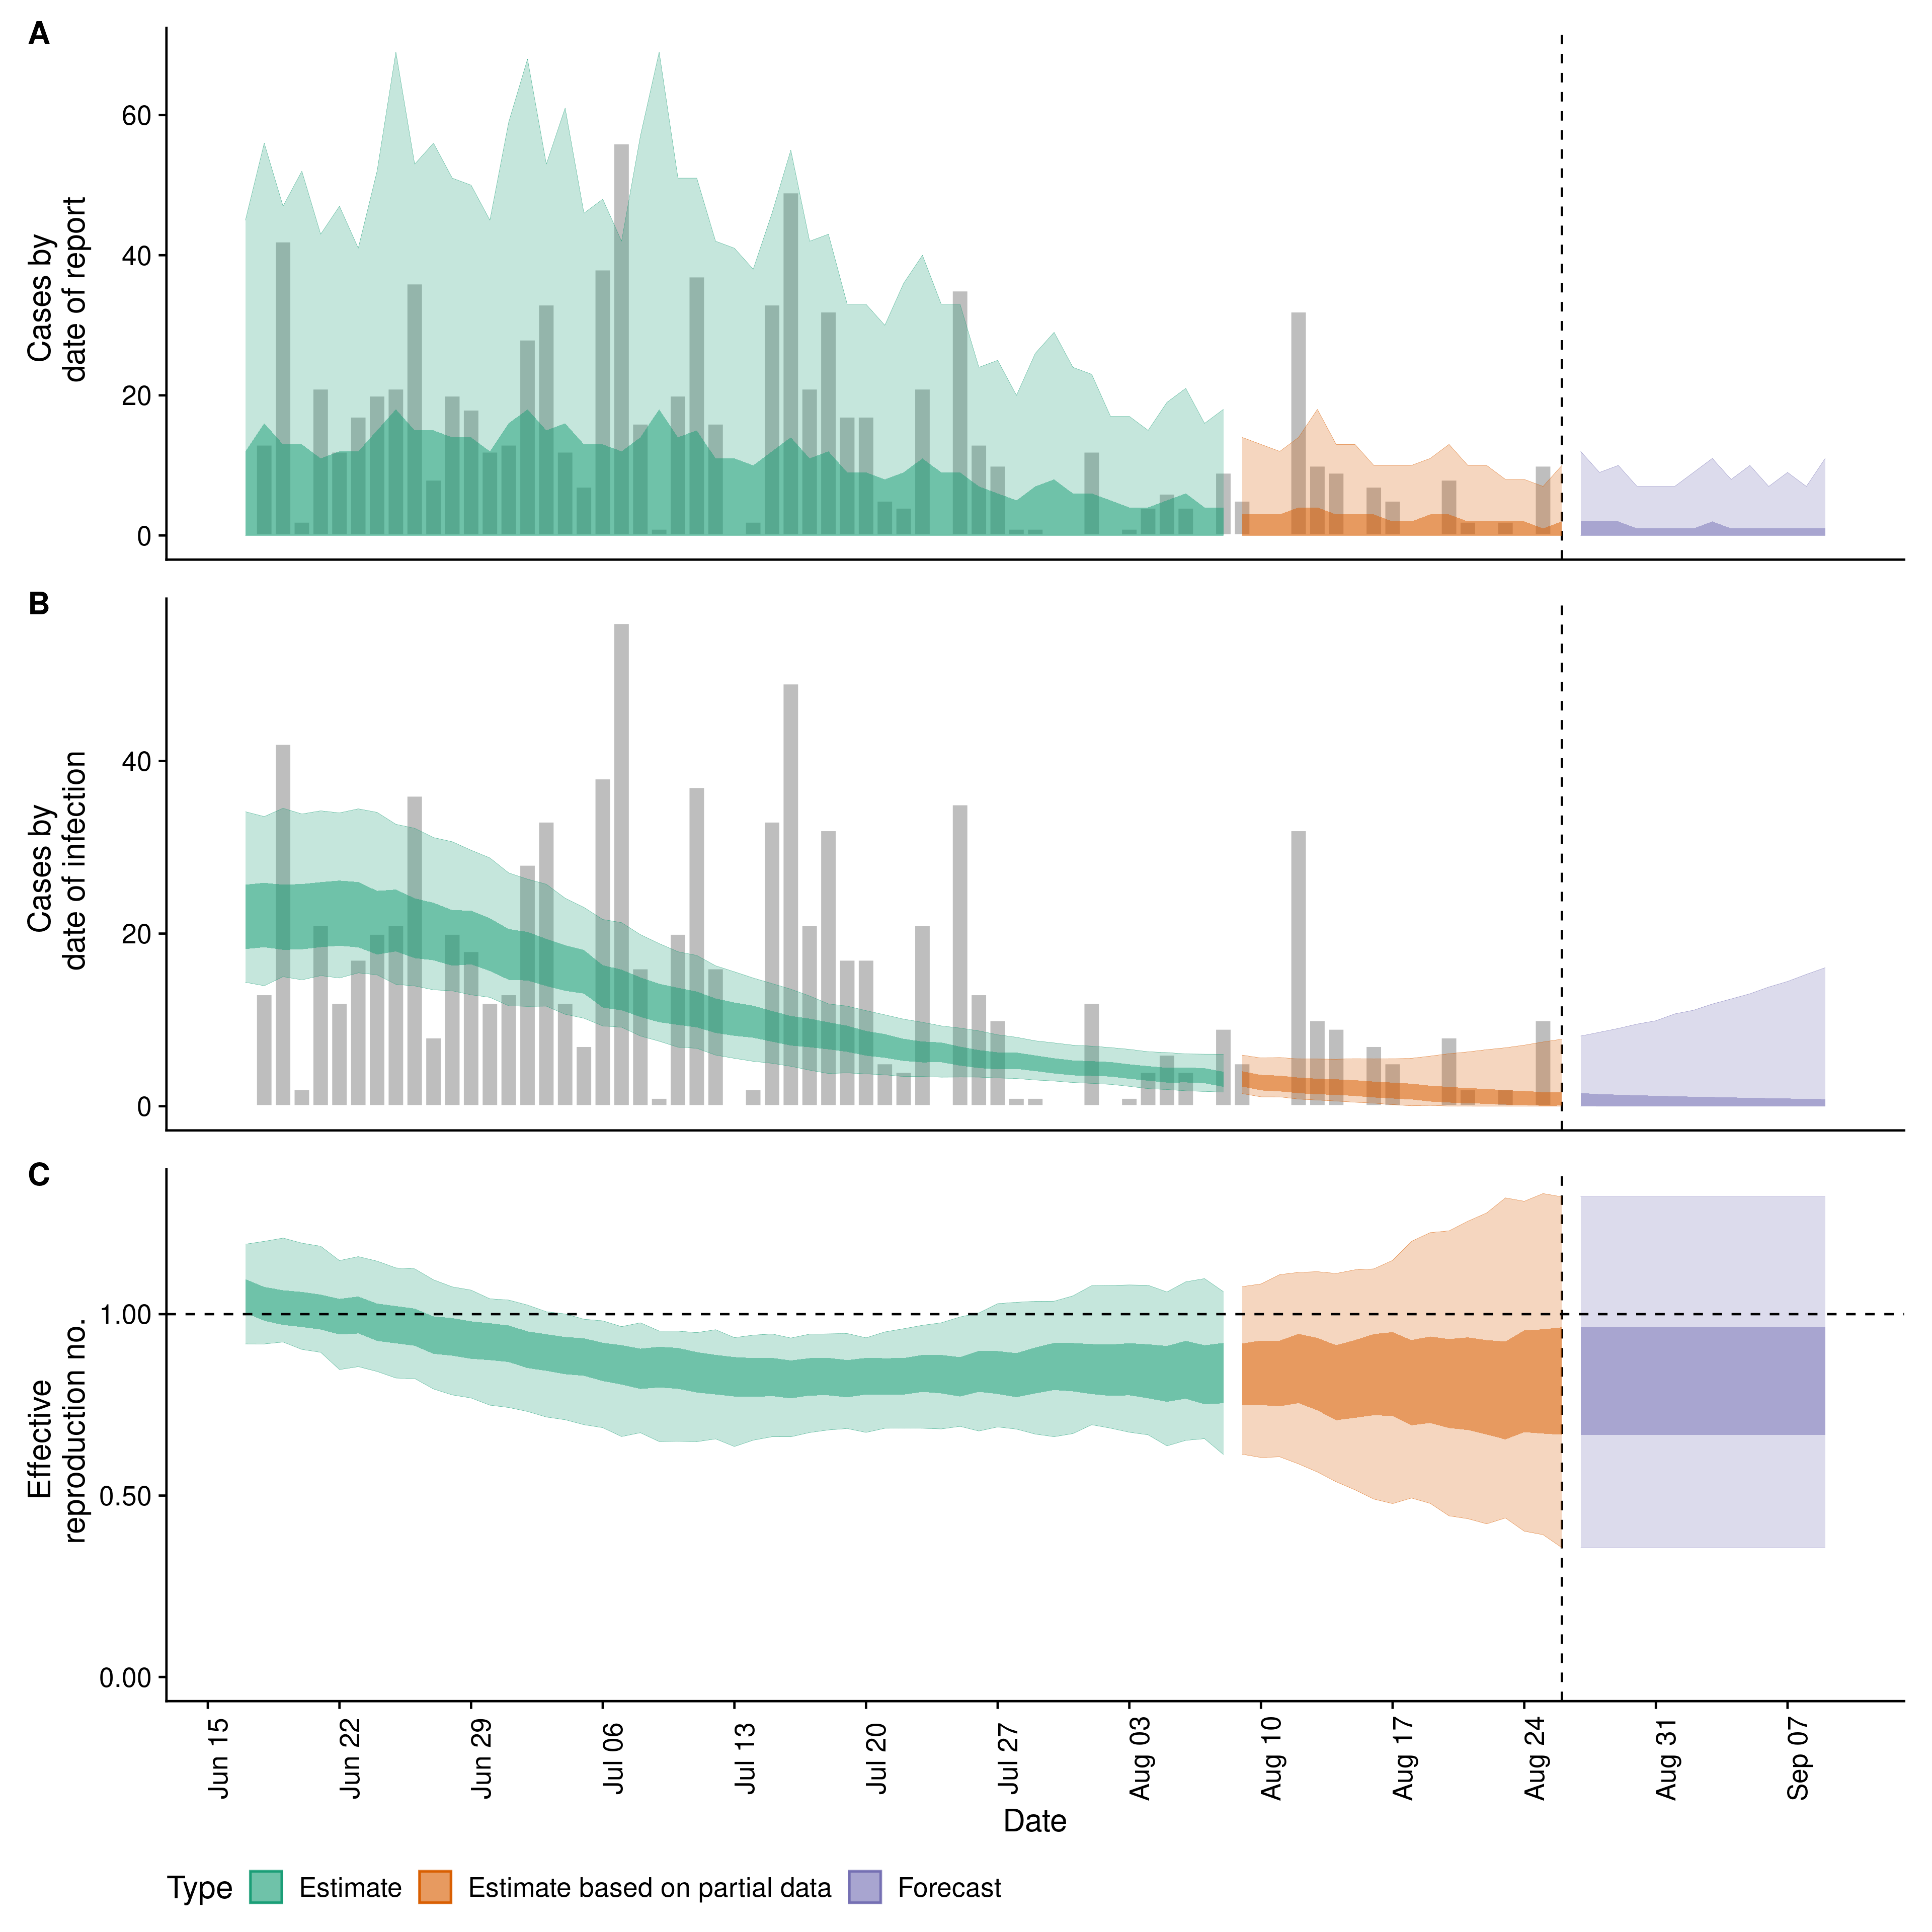 A
Cases by
date of report
60
40
20
0
B
Cases by
date of infection
40
20
0
C
Effective
reproduction no.
1.00
0.50
0.00
Jun 15
Jun 22
Jun 29
Jul 06
Jul 13
Jul 20
Jul 27
Aug 03
Aug 10
Aug 17
Aug 24
Aug 31
Sep 07
Date
Type
Estimate
Estimate based on partial data
Forecast